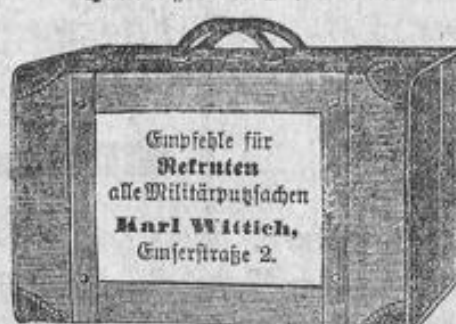 Empfehle für
Rekruten
alle Militärputzsachen
Karl Wittich,
Emserstraße 2.